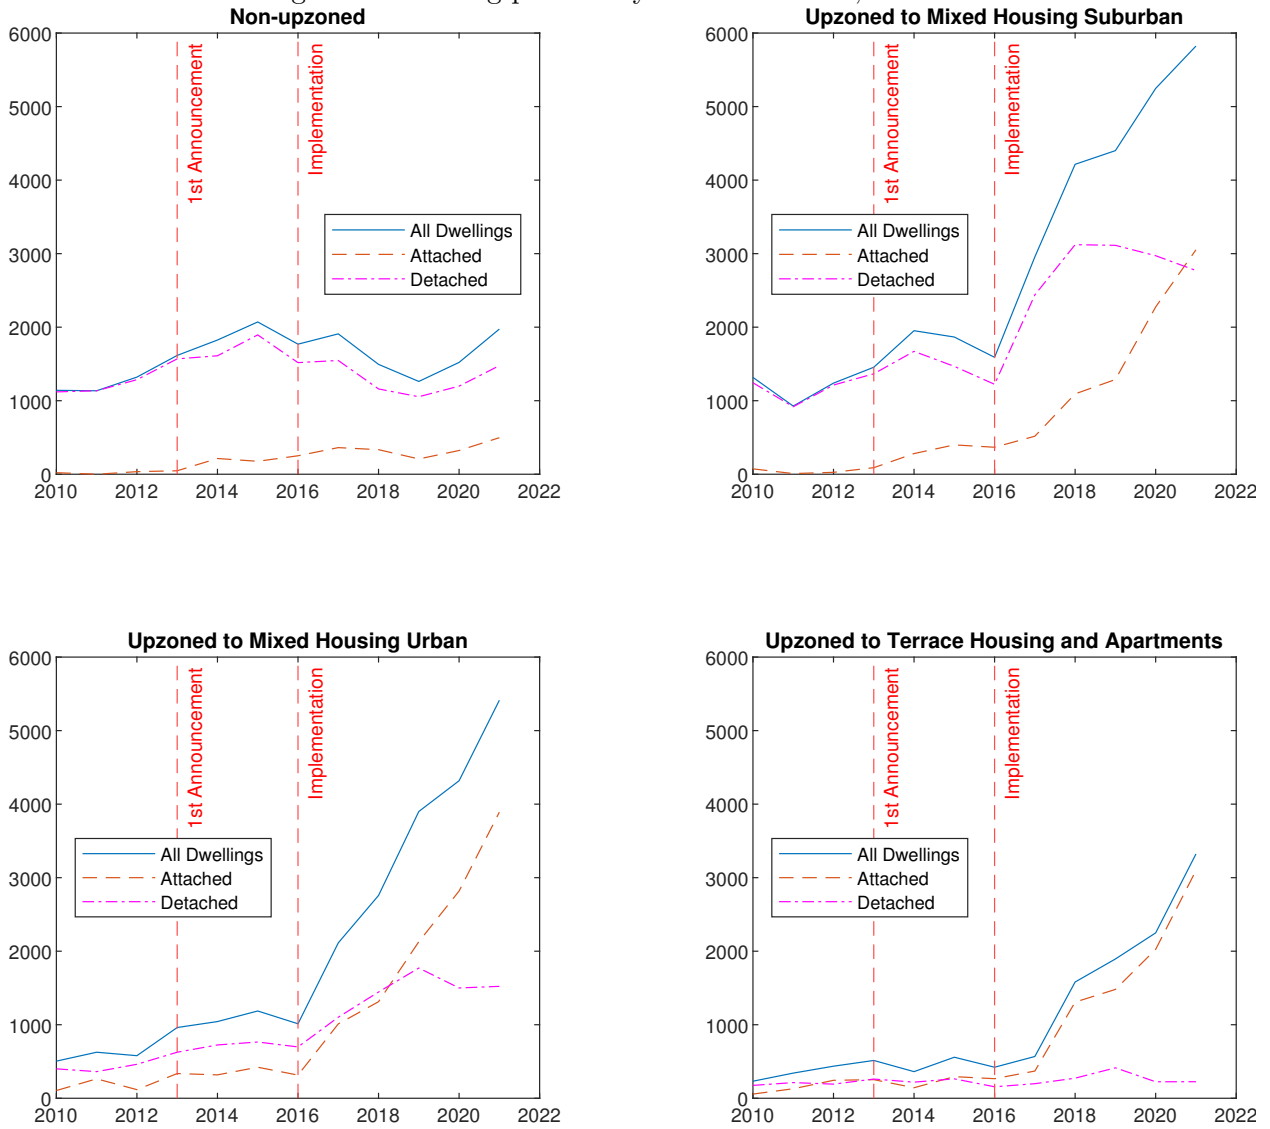 Non-upzoned
6000
5000
4000
3000
2000
1000
0
2010 2012 2014 2016 2018 2020 2022
1st Announcement
Implementation
All Dwellings
Attached
Detached
Upzoned to Mixed Housing Suburban
6000
5000
4000
3000
2000
1000
0
2010 2012 2014 2016 2018 2020 2022
1st Announcement
Implementation
All Dwellings
Attached
Detached
Upzoned to Mixed Housing Urban
6000
5000
4000
3000
2000
1000
0
2010 2012 2014 2016 2018 2020 2022
1st Announcement
Implementation
All Dwellings
Attached
Detached
Upzoned to Terrace Housing and Apartments
6000
5000
4000
3000
2000
1000
0
2010 2012 2014 2016 2018 2020 2022
1st Announcement
Implementation
All Dwellings
Attached
Detached